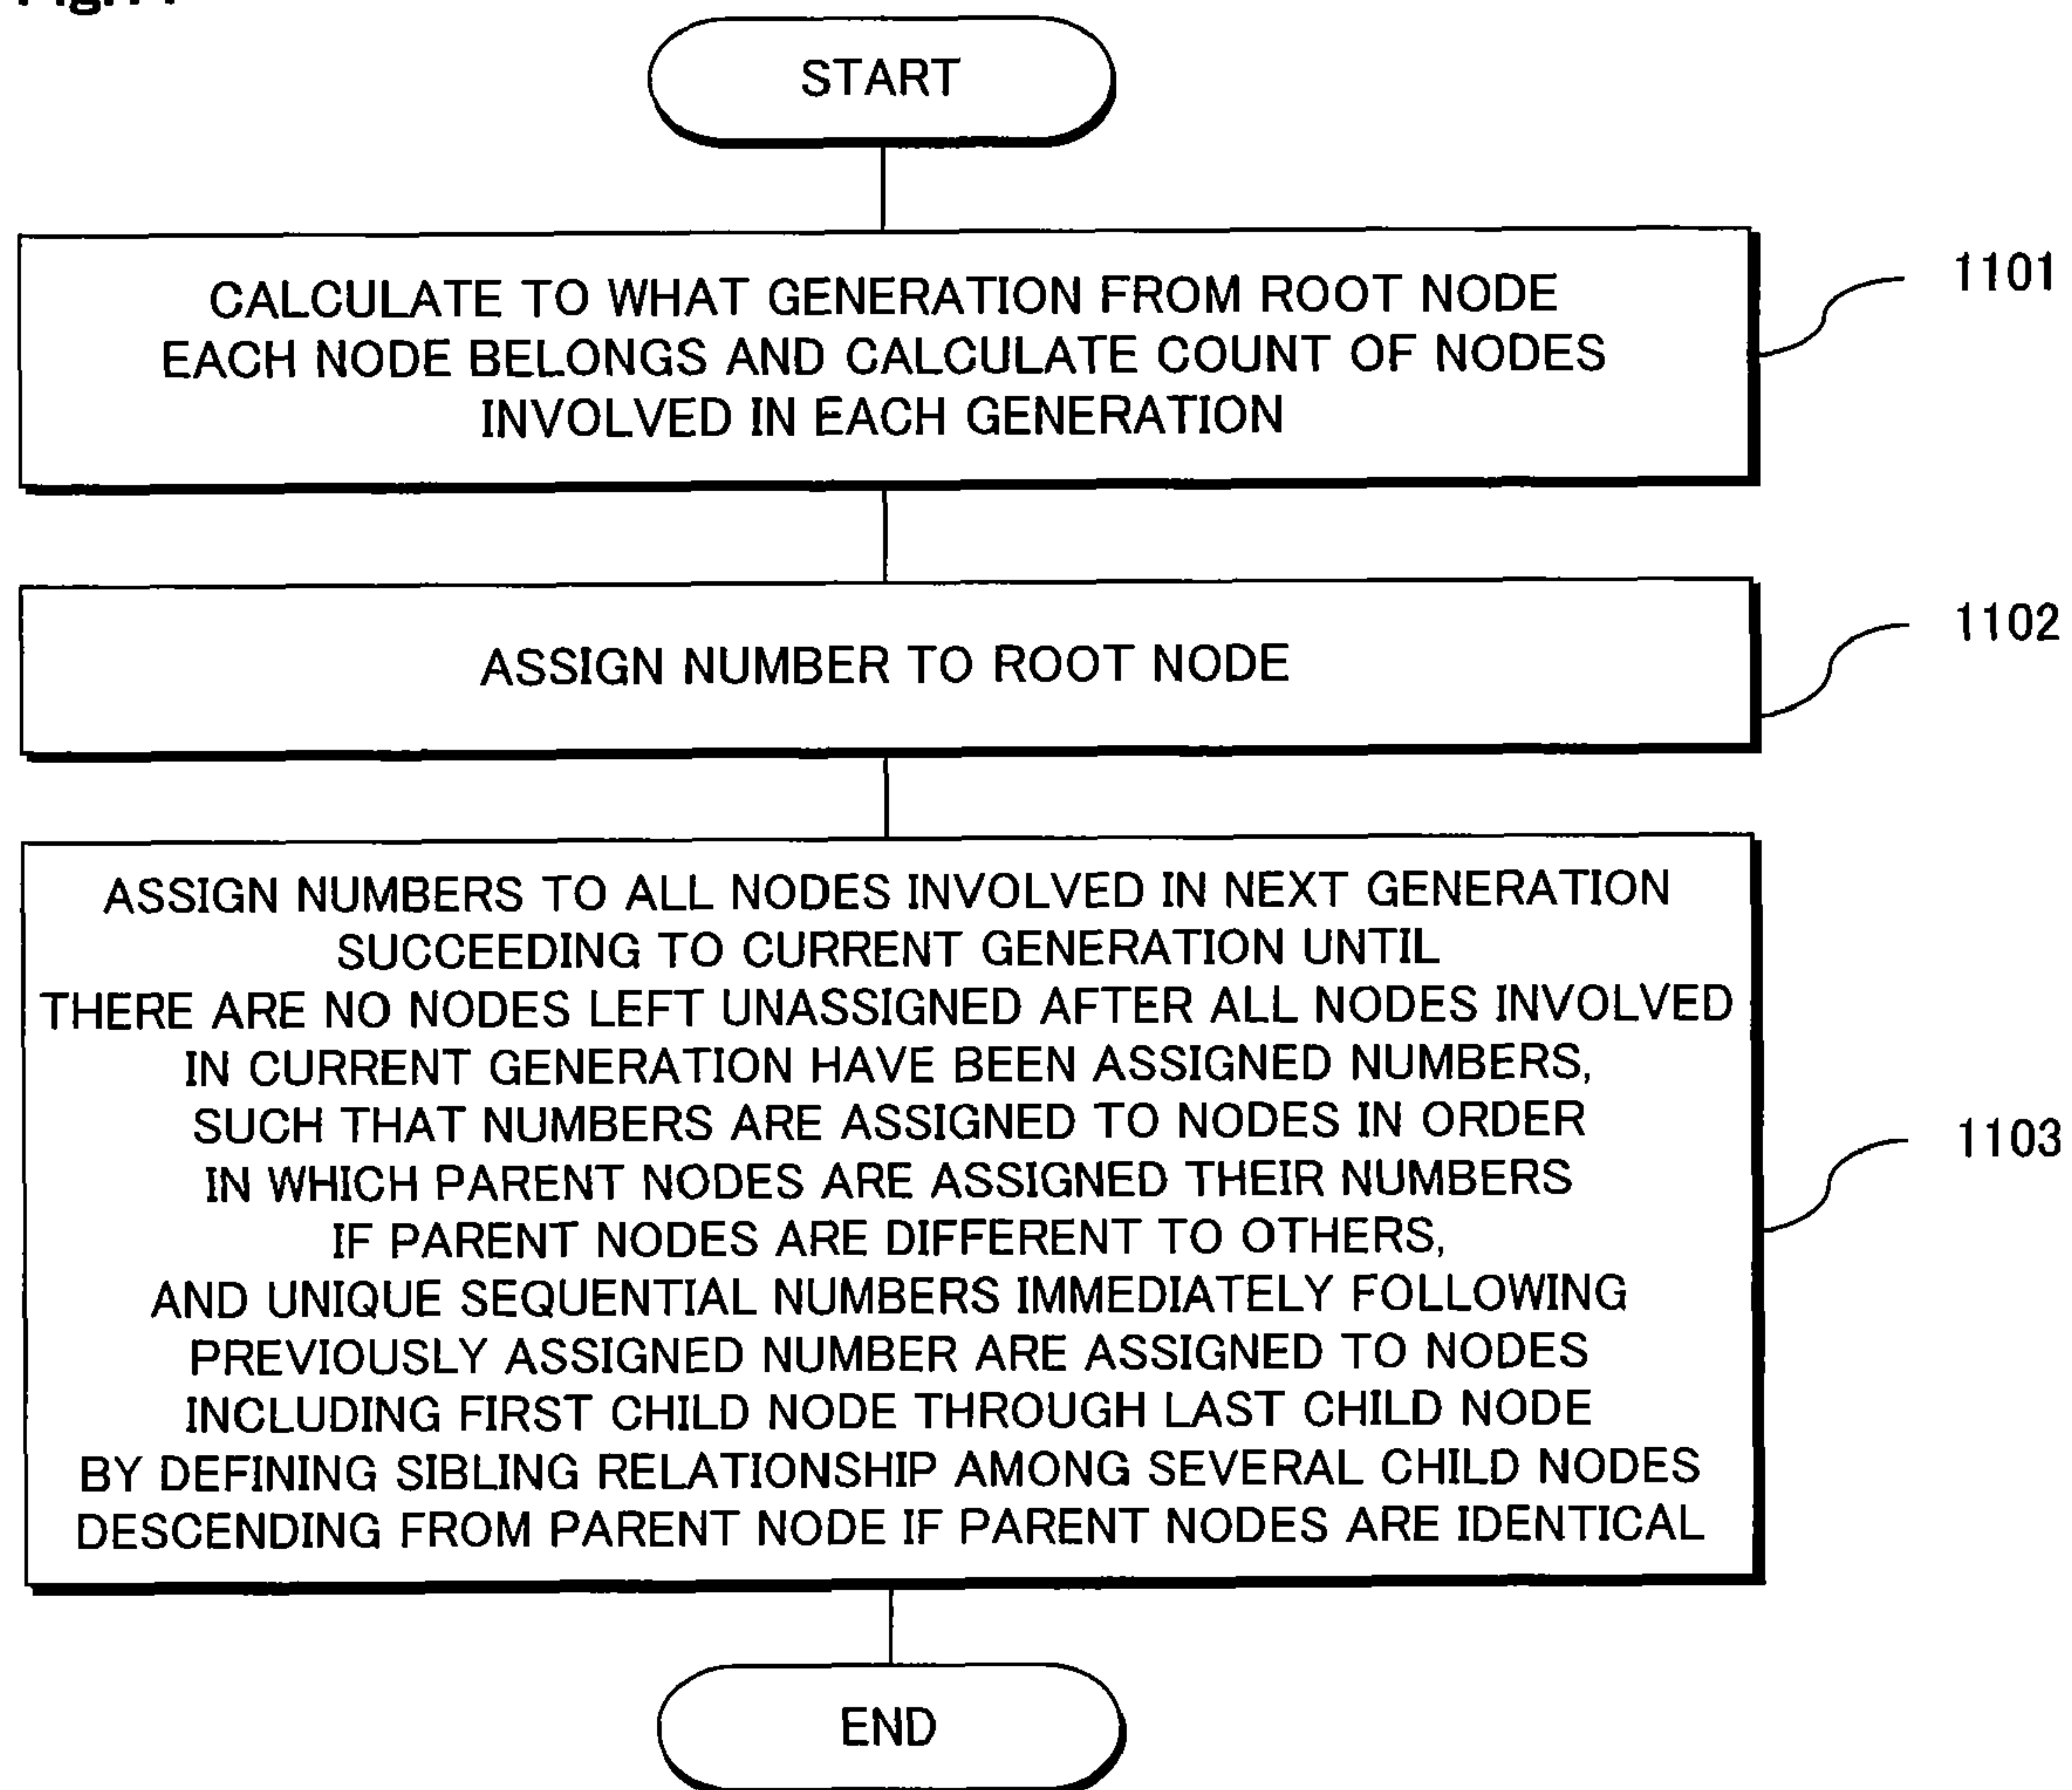 START
CALCULATE TO WHAT GENERATION FROM ROOT NODE
EACH NODE BELONGS AND CALCULATE COUNT OF NODES
INVOLVED IN EACH GENERATION
1101
ASSIGN NUMBER TO ROOT NODE
1102
ASSIGN NUMBERS TO ALL NODES INVOLVED IN NEXT GENERATION
SUCCEEDING TO CURRENT GENERATION UNTIL
THERE ARE NO NODES LEFT UNASSIGNED AFTER ALL NODES INVOLVED
IN CURRENT GENERATION HAVE BEEN ASSIGNED NUMBERS,
SUCH THAT NUMBERS ARE ASSIGNED TO NODES IN ORDER
IN WHICH PARENT NODES ARE ASSIGNED THEIR NUMBERS
IF PARENT NODES ARE DIFFERENT TO OTHERS,
AND UNIQUE SEQUENTIAL NUMBERS IMMEDIATELY FOLLOWING
PREVIOUSLY ASSIGNED NUMBER ARE ASSIGNED TO NODES
INCLUDING FIRST CHILD NODE THROUGH LAST CHILD NODE
BY DEFINING SIBLING RELATIONSHIP AMONG SEVERAL CHILD NODES
DESCENDING FROM PARENT NODE IF PARENT NODES ARE IDENTICAL
1103
END